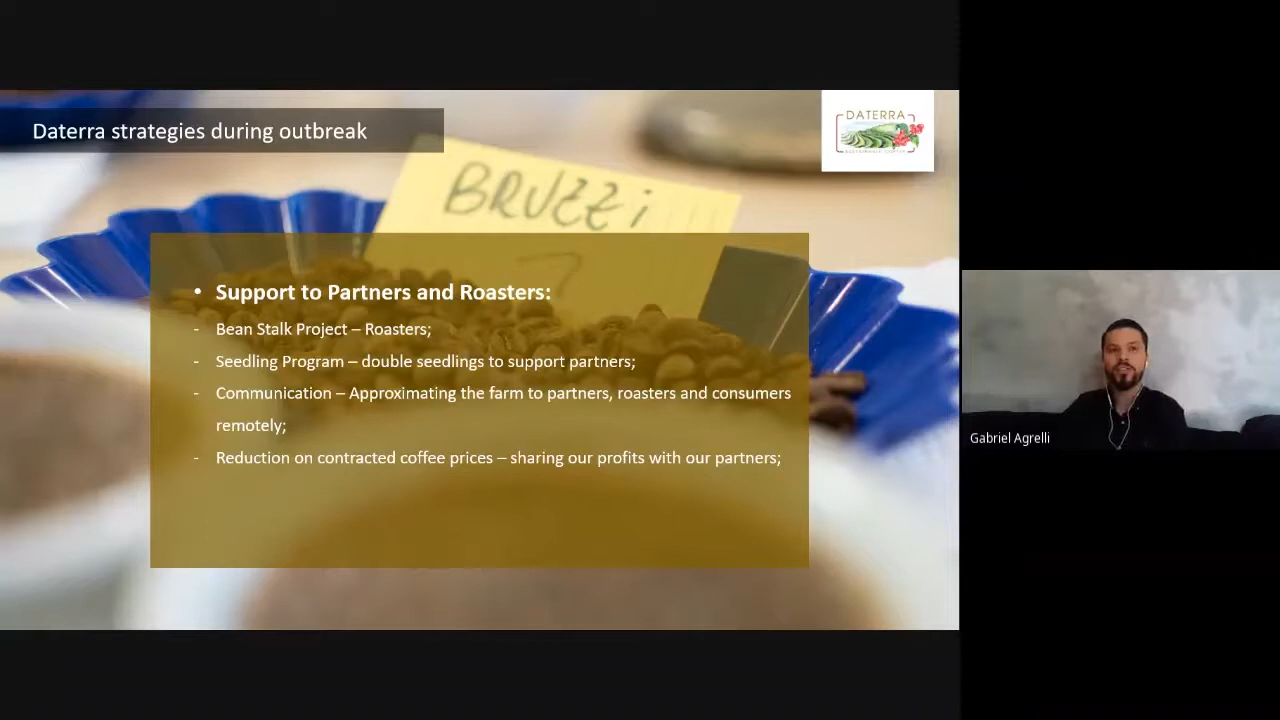 Daterra strategies during outbreak
DATERRA
BRUZZi
• Support to Partners and Roasters:
- Bean Stalk Project – Roasters;
- Seedling Program – double seedlings to support partners;
- Communication – Approximating the farm to partners, roasters and consumers
remotely;
- Reduction on contracted coffee prices – sharing our profits with our partners;
Gabriel Agrelli